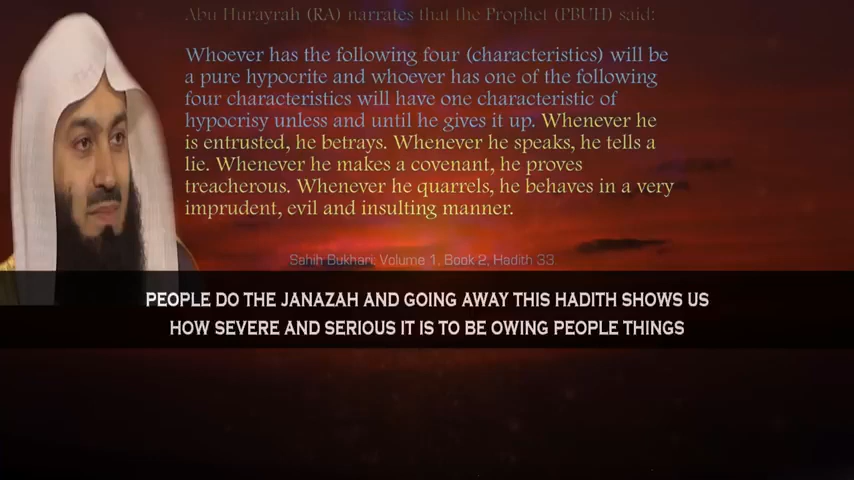 Abu Hurayrah (RA) narrates that the Prophet (PBUH) said:
Whoever has the following four (characteristics) will be
a pure hypocrite and whoever has one of the following
four characteristics will have one characteristic of
hypocrisy unless and until he gives it up. Whenever he
is entrusted, he betrays. Whenever he speaks, he tells a
lie. Whenever he makes a covenant, he proves
treacherous. Whenever he quarrels, he behaves in a very
imprudent, evil and insulting manner.
Sahih Bukhari: Volume 1, Book 2, Hadith 33.
PEOPLE DO THE JANAZAH AND GOING AWAY THIS HADITH SHOWS US
HOW SEVERE AND SERIOUS IT IS TO BE OWING PEOPLE THINGS